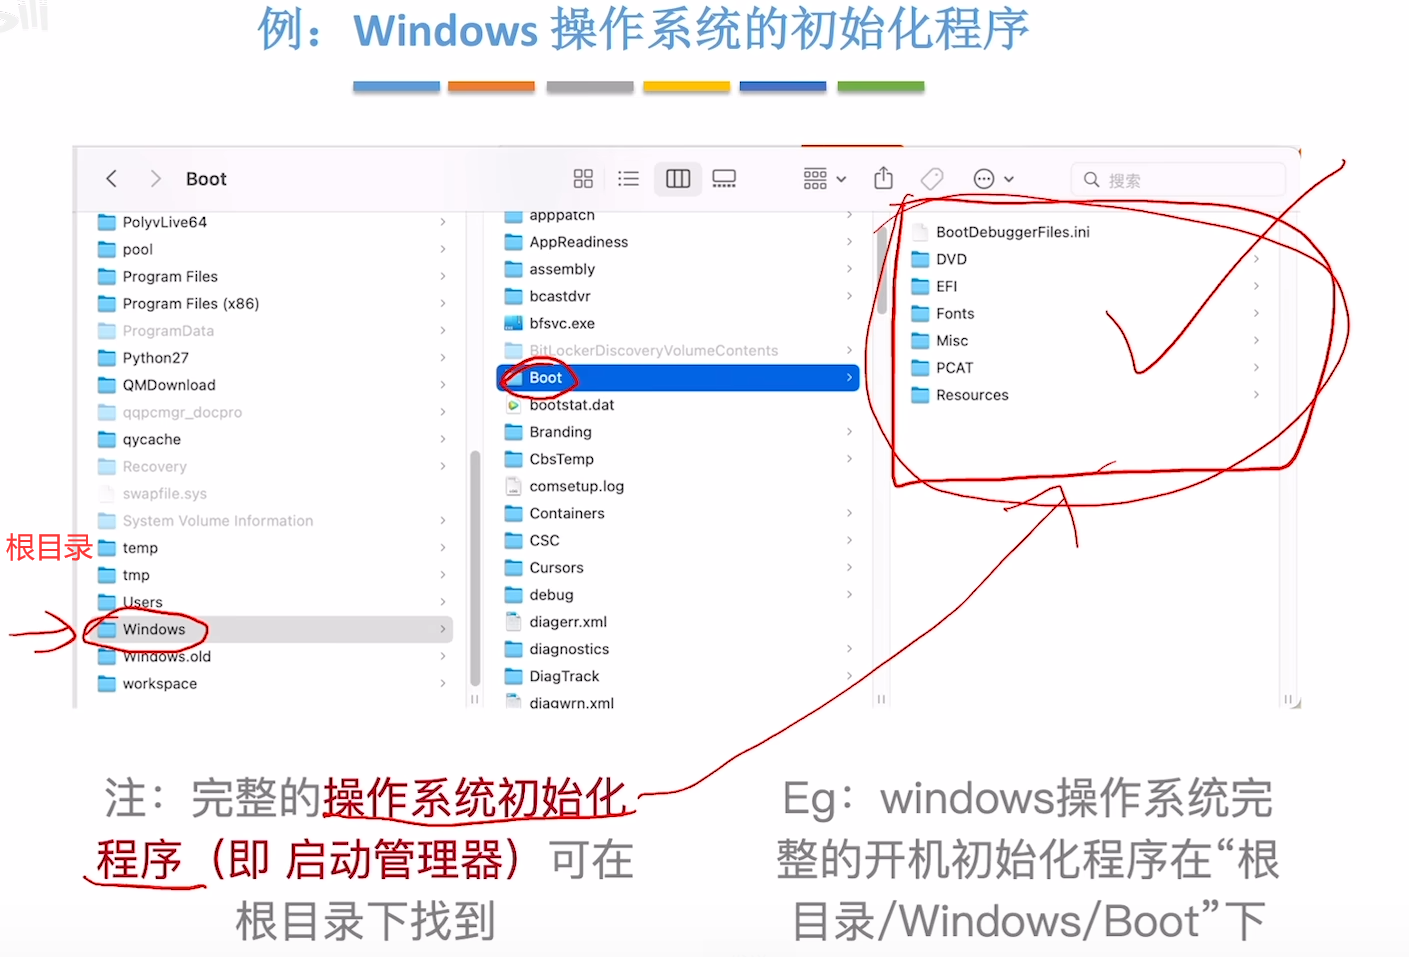 例：Windows 操作系统的初始化程序
Boot
搜索
PolyvLive64
pool
Program Files
Program Files (x86)
ProgramData
Python27
QMDownload
qqpcmgr_docpro
qycache
Recovery
swapfile.sys
System Volume Information
temp
tmp
Users
Windows
Windows.old
workspace
根目录
apppatch
AppReadiness
assembly
bcastdvr
bfsvc.exe
BitLockerDiscoveryVolumeContents
Boot
bootstat.dat
Branding
CbsTemp
comsetup.log
Containers
CSC
Cursors
debug
diagerr.xml
diagnostics
DiagTrack
diagwrn.xml
BootDebuggerFiles.ini
DVD
EFI
Fonts
Misc
PCAT
Resources
注：完整的操作系统初始化
程序（即 启动管理器）可在
根目录下找到
Eg：windows操作系统完
整的开机初始化程序在“根
目录/Windows/Boot”下